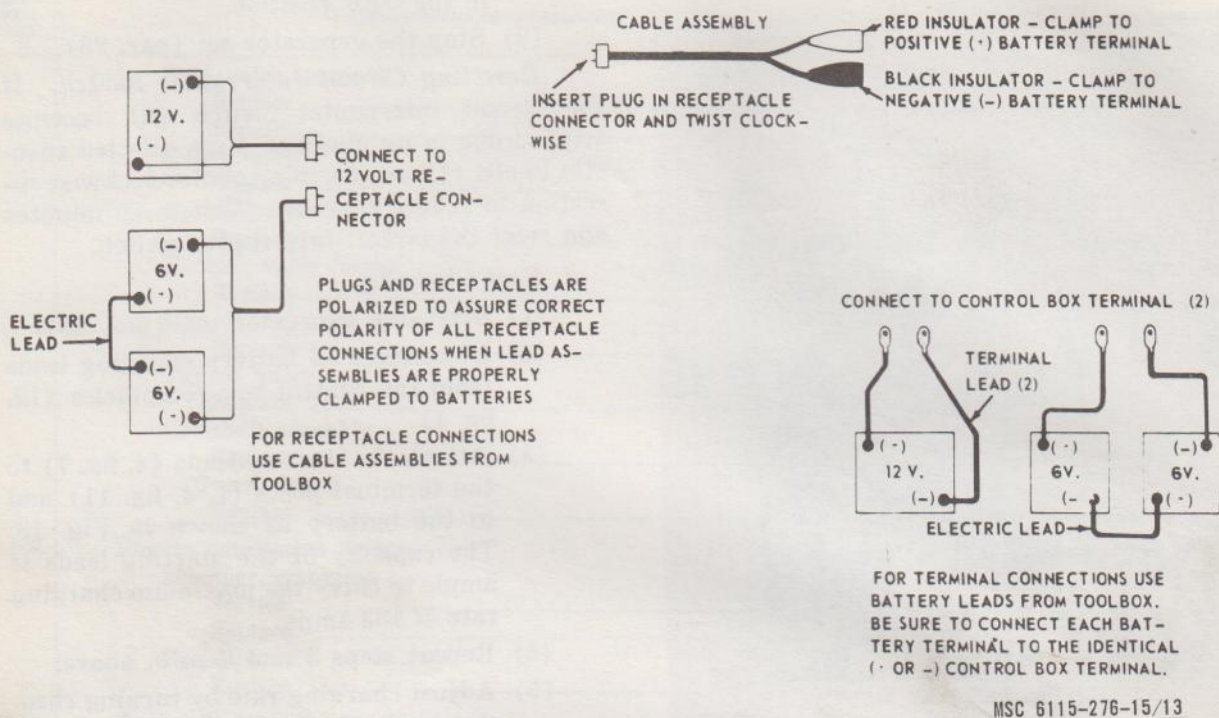 CABLE ASSEMBLY
RED INSULATOR – CLAMP TO
POSITIVE (·) BATTERY TERMINAL
BLACK INSULATOR – CLAMP TO
NEGATIVE (–) BATTERY TERMINAL
INSERT PLUG IN RECEPTACLE
CONNECTOR AND TWIST CLOCK-
WISE
(–)
12 V.
(·)
CONNECT TO
12 VOLT RE-
CEPTACLE CON-
NECTOR
(–)
6V.
(·)
ELECTRIC
LEAD
(–)
6V.
(·)
PLUGS AND RECEPTACLES ARE
POLARIZED TO ASSURE CORRECT
POLARITY OF ALL RECEPTACLE
CONNECTIONS WHEN LEAD AS-
SEMBLIES ARE PROPERLY
CLAMPED TO BATTERIES
FOR RECEPTACLE CONNECTIONS
USE CABLE ASSEMBLIES FROM
TOOLBOX
CONNECT TO CONTROL BOX TERMINAL (2)
TERMINAL
LEAD (2)
(·)
12 V.
(–)
(·)
6V.
(–
(–)
6V.
(·)
ELECTRIC LEAD
FOR TERMINAL CONNECTIONS USE
BATTERY LEADS FROM TOOLBOX.
BE SURE TO CONNECT EACH BAT-
TERY TERMINAL TO THE IDENTICAL
(· OR –) CONTROL BOX TERMINAL.
MSC 6115-276-15/13